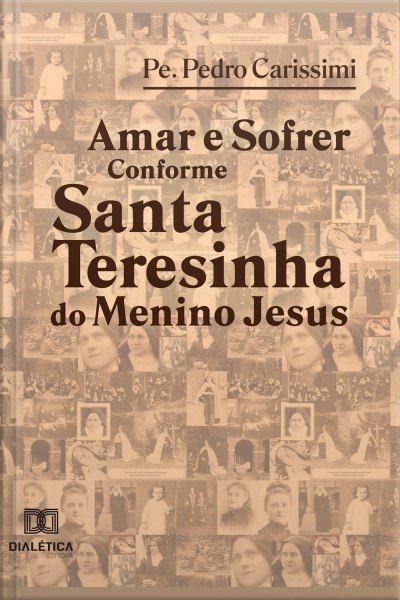 Pe. Pedro Carissimi
Amar e Sofrer
Conforme
Santa
Teresinha
do Menino Jesus
DIALÉTICA
EDITORA